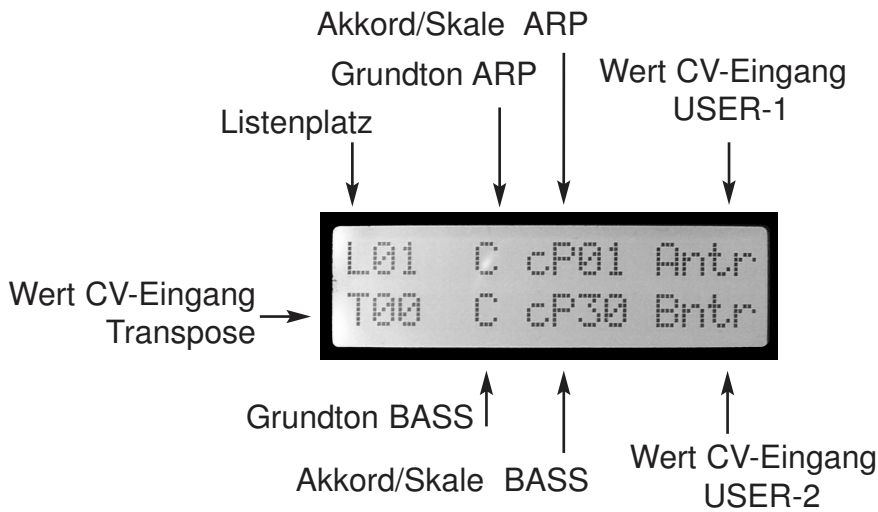 Akkord/Skale ARP
Grundton ARP
Wert CV-Eingang
USER-1
Listenplatz
L01 C cP01 Antr
T00 C cP30 Bntr
Wert CV-Eingang
Transpose
Grundton BASS
Akkord/Skale BASS
Wert CV-Eingang
USER-2